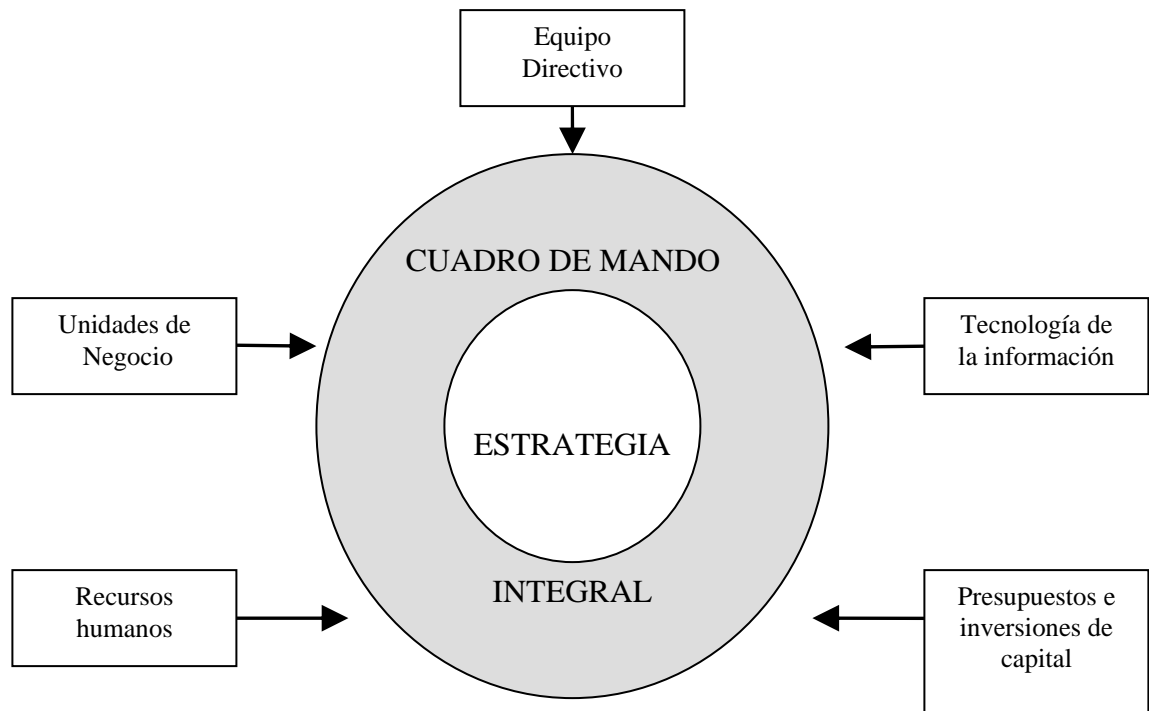 Equipo
Directivo
CUADRO DE MANDO
Unidades de
Negocio
Tecnología de
la información
ESTRATEGIA
INTEGRAL
Recursos
humanos
Presupuestos e
inversiones de
capital